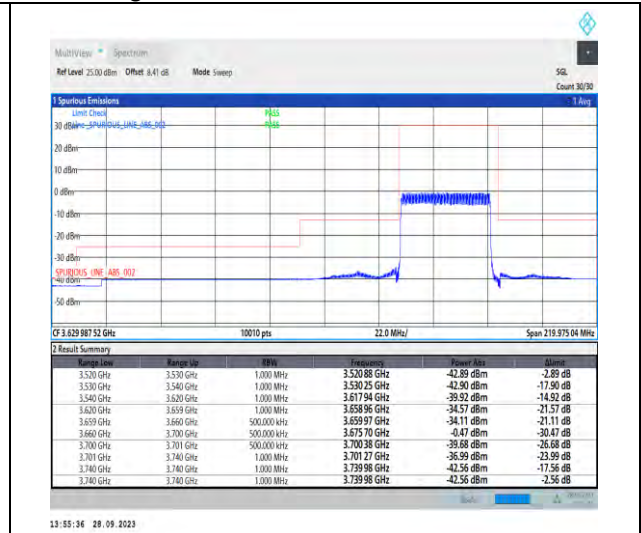 MultiView Spectrum
Ref Level 25.00 dBm Offset 8.41 dB Mode Sweep SGL
Count 30/30
1 Spurious Emissions 1 Avg
Limit Check PASS
30 dBm _SPURIOUS_LINE_ABS_002 PASS
20 dBm
10 dBm
0 dBm
-10 dBm
-20 dBm
-30 dBm
SPURIOUS_LINE_ABS_002
-40 dBm
-50 dBm
CF 3.629 987 52 GHz 10010 pts 22.0 MHz/ Span 219.975 04 MHz
2 Result Summary
Range Low Range Up RBW Frequency Power Abs ΔLimit
3.520 GHz 3.530 GHz 1.000 MHz 3.520 88 GHz -42.89 dBm -2.89 dB
3.530 GHz 3.540 GHz 1.000 MHz 3.530 25 GHz -42.90 dBm -17.90 dB
3.540 GHz 3.620 GHz 1.000 MHz 3.617 94 GHz -39.92 dBm -14.92 dB
3.620 GHz 3.659 GHz 1.000 MHz 3.658 96 GHz -34.57 dBm -21.57 dB
3.659 GHz 3.660 GHz 500.000 kHz 3.659 97 GHz -34.11 dBm -21.11 dB
3.660 GHz 3.700 GHz 500.000 kHz 3.675 70 GHz -0.47 dBm -30.47 dB
3.700 GHz 3.701 GHz 500.000 kHz 3.700 38 GHz -39.68 dBm -26.68 dB
3.701 GHz 3.740 GHz 1.000 MHz 3.701 27 GHz -36.99 dBm -23.99 dB
3.740 GHz 3.740 GHz 1.000 MHz 3.739 98 GHz -42.56 dBm -17.56 dB
3.740 GHz 3.740 GHz 1.000 MHz 3.739 98 GHz -42.56 dBm -2.56 dB
13:55:36 28.09.2023